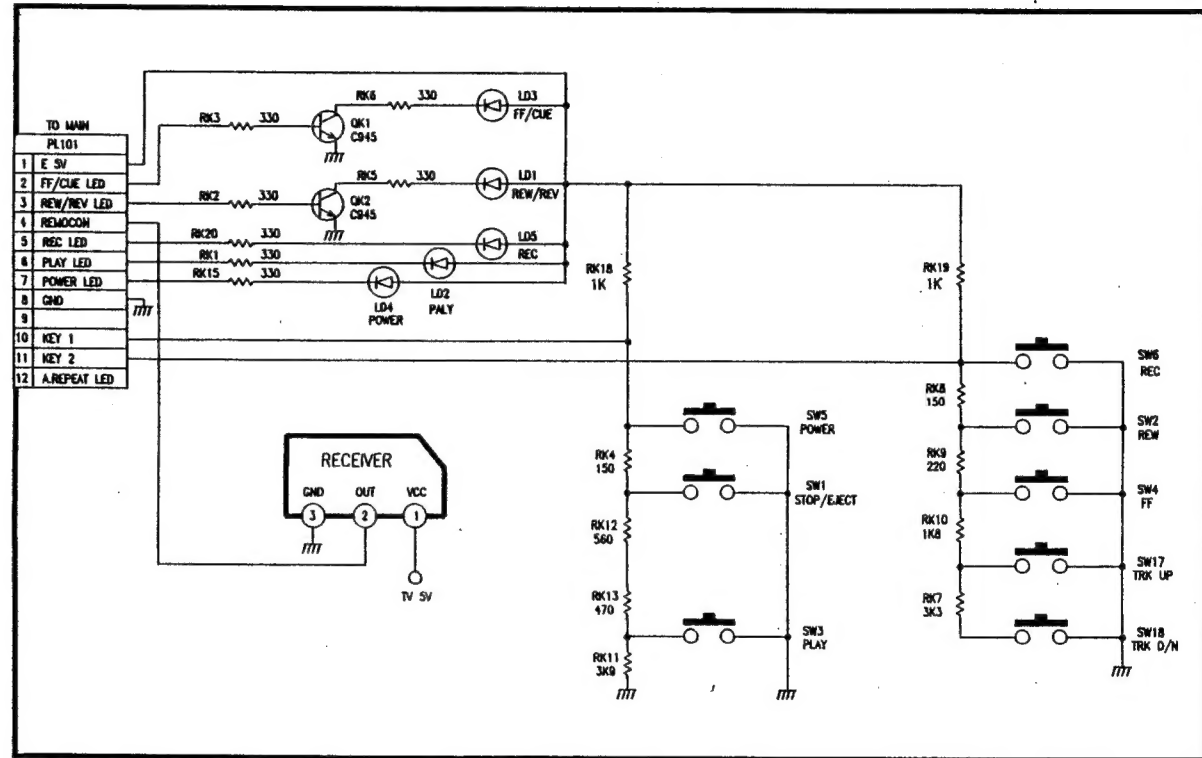 TO MAIN
PL101
1 E 5V
2 FF/CUE LED
3 REW/REV LED
4 REMOCON
5 REC LED
6 PLAY LED
7 POWER LED
8 GND
9
10 KEY 1
11 KEY 2
12 A.REPEAT LED
RK3 330
QK1
C945
RK6 330
LD3
FF/CUE
RK2 330
QK2
C945
RK5 330
LD1
REW/REV
RK20 330
LD5
REC
RK1 330
LD2
PALY
RK15 330
LD4
POWER
RK18
1K
RK19
1K
RECEIVER
GND OUT VCC
3 2 1
TV 5V
SW5
POWER
RK4
150
SW1
STOP/EJECT
RK12
560
RK13
470
SW3
PLAY
RK11
3K9
SW6
REC
RK8
150
SW2
REW
RK9
220
SW4
FF
RK10
1K8
SW17
TRK UP
RK7
3K3
SW18
TRK D/N